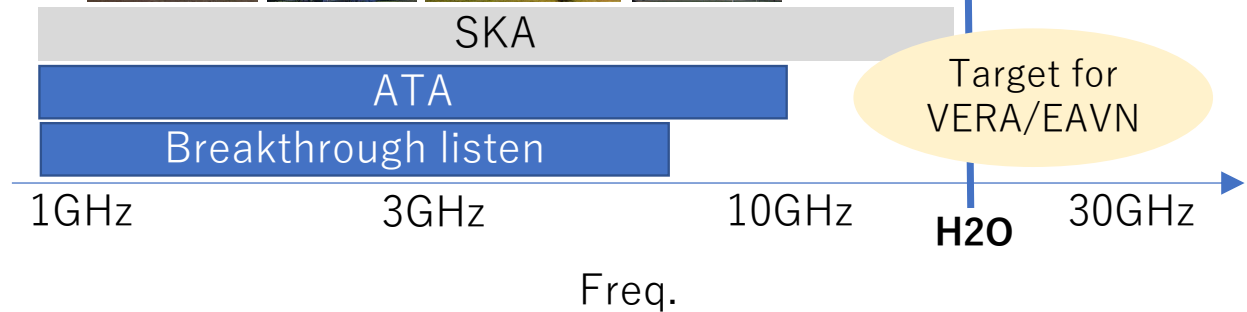 SKA
Target for
VERA/EAVN
ATA
Breakthrough listen
1GHz
3GHz
10GHz
H2O
30GHz
Freq.